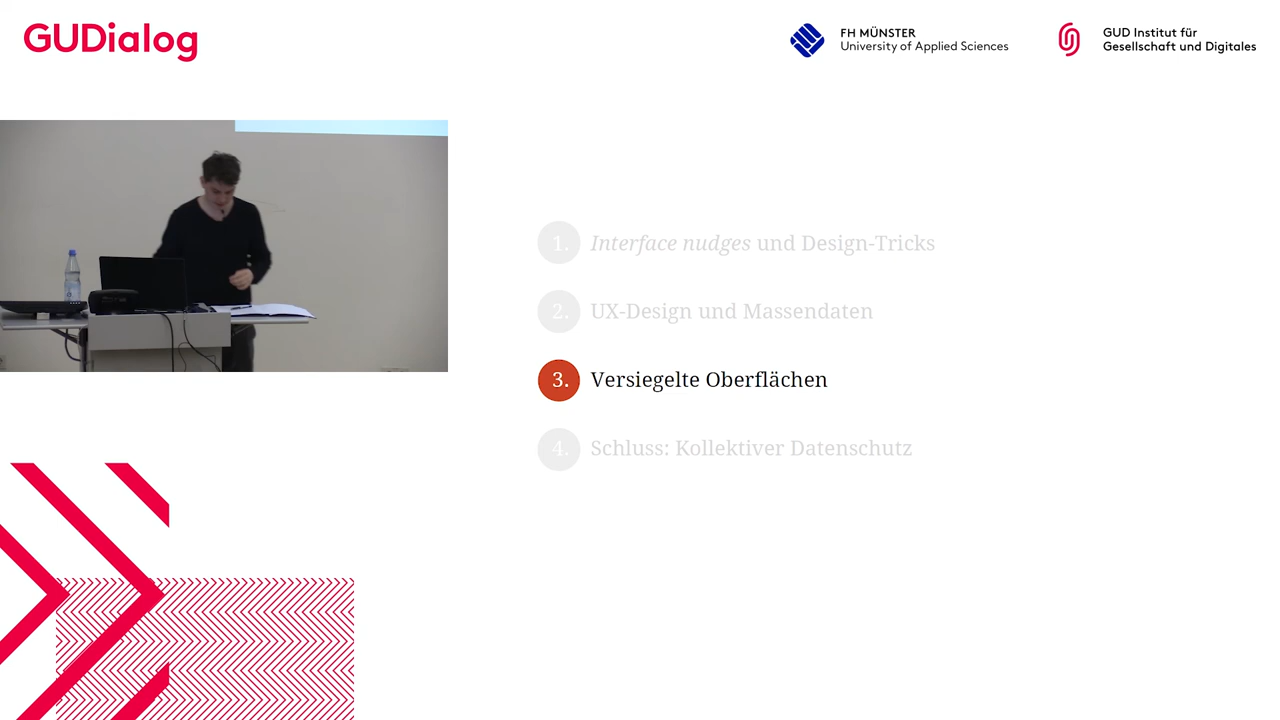 GUDialog
FH MÜNSTER
University of Applied Sciences
GUD Institut für
Gesellschaft und Digitales
1. Interface nudges und Design-Tricks
2. UX-Design und Massendaten
3. Versiegelte Oberflächen
4. Schluss: Kollektiver Datenschutz